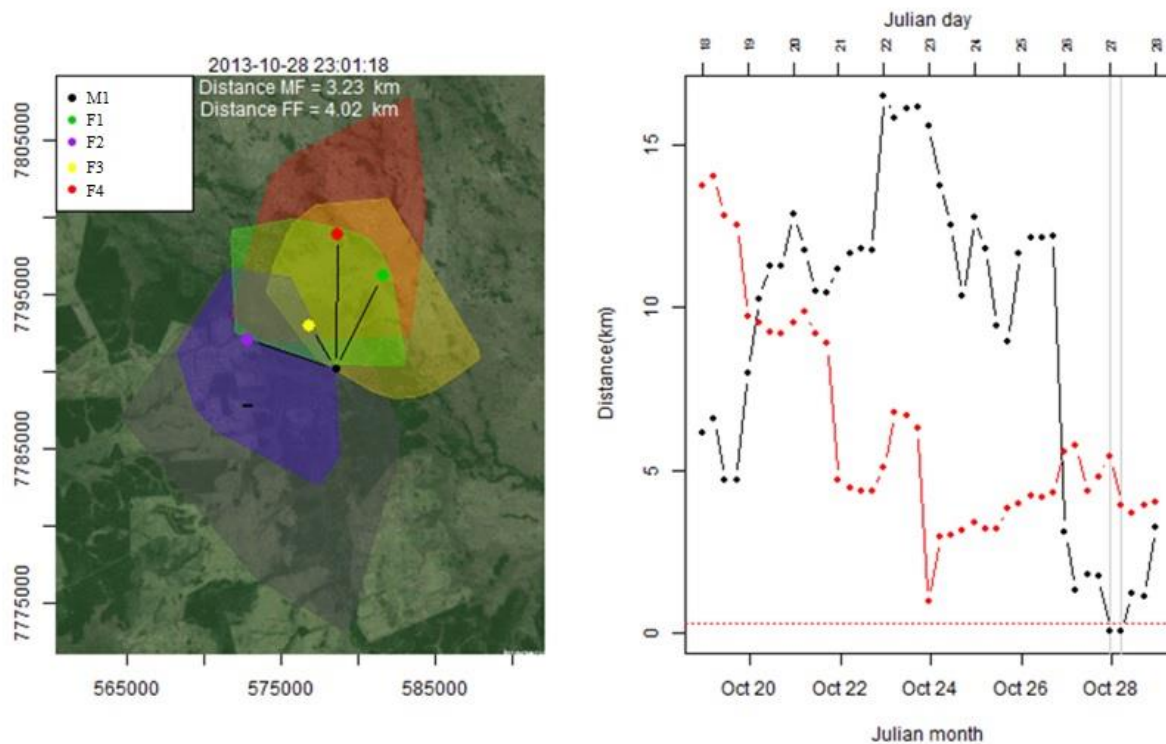 2013-10-28 23:01:18
Distance MF = 3.23 km
Distance FF = 4.02 km
M1
F1
F2
F3
F4
7805000
7795000
7785000
7775000
565000 575000 585000
Julian day
18 19 20 21 22 23 24 25 26 27 28
Distance(km)
15
10
5
0
Oct 20 Oct 22 Oct 24 Oct 26 Oct 28
Julian month